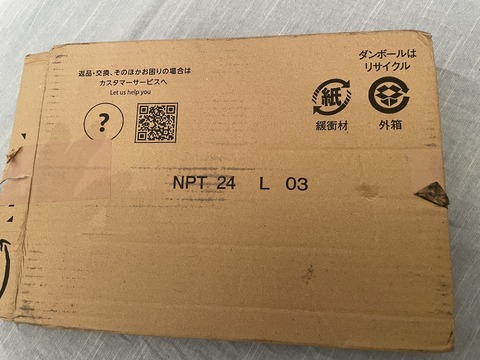 返品・交換、そのほかお困りの場合は
カスタマーサービスへ
Let us help you
?
ダンボールは
リサイクル
紙
緩衝材
外箱
NPT 24 L 03